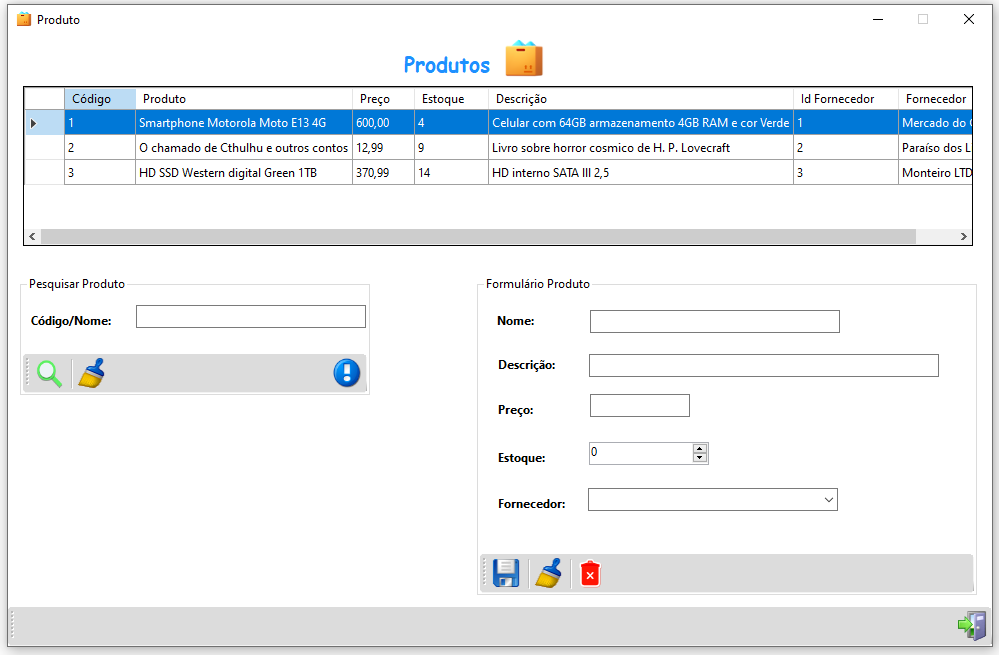 Produto
Produtos
Código Produto Preço Estoque Descrição Id Fornecedor Fornecedor
1 Smartphone Motorola Moto E13 4G 600,00 4 Celular com 64GB armazenamento 4GB RAM e cor Verde 1 Mercado do
2 O chamado de Cthulhu e outros contos 12,99 9 Livro sobre horror cosmico de H. P. Lovecraft 2 Paraíso dos L
3 HD SSD Western digital Green 1TB 370,99 14 HD interno SATA III 2,5 3 Monteiro LTD
Pesquisar Produto
Código/Nome:
Formulário Produto
Nome:
Descrição:
Preço:
Estoque: 0
Fornecedor: